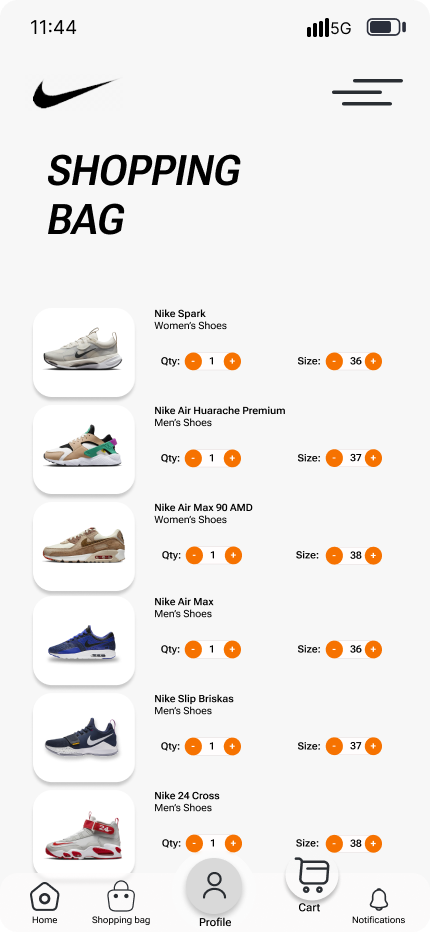 11:44
5G
SHOPPING
BAG
Nike Spark
Women's Shoes
Qty: - 1 + Size: - 36 +
Nike Air Huarache Premium
Men's Shoes
Qty: - 1 + Size: - 37 +
Nike Air Max 90 AMD
Women's Shoes
Qty: - 1 + Size: - 38 +
Nike Air Max
Men's Shoes
Qty: - 1 + Size: - 36 +
Nike Slip Briskas
Men's Shoes
Qty: - 1 + Size: - 37 +
Nike 24 Cross
Men's Shoes
24
Qty: - 1 + Size: - 38 +
Home
Shopping bag
Profile
Cart
Notifications